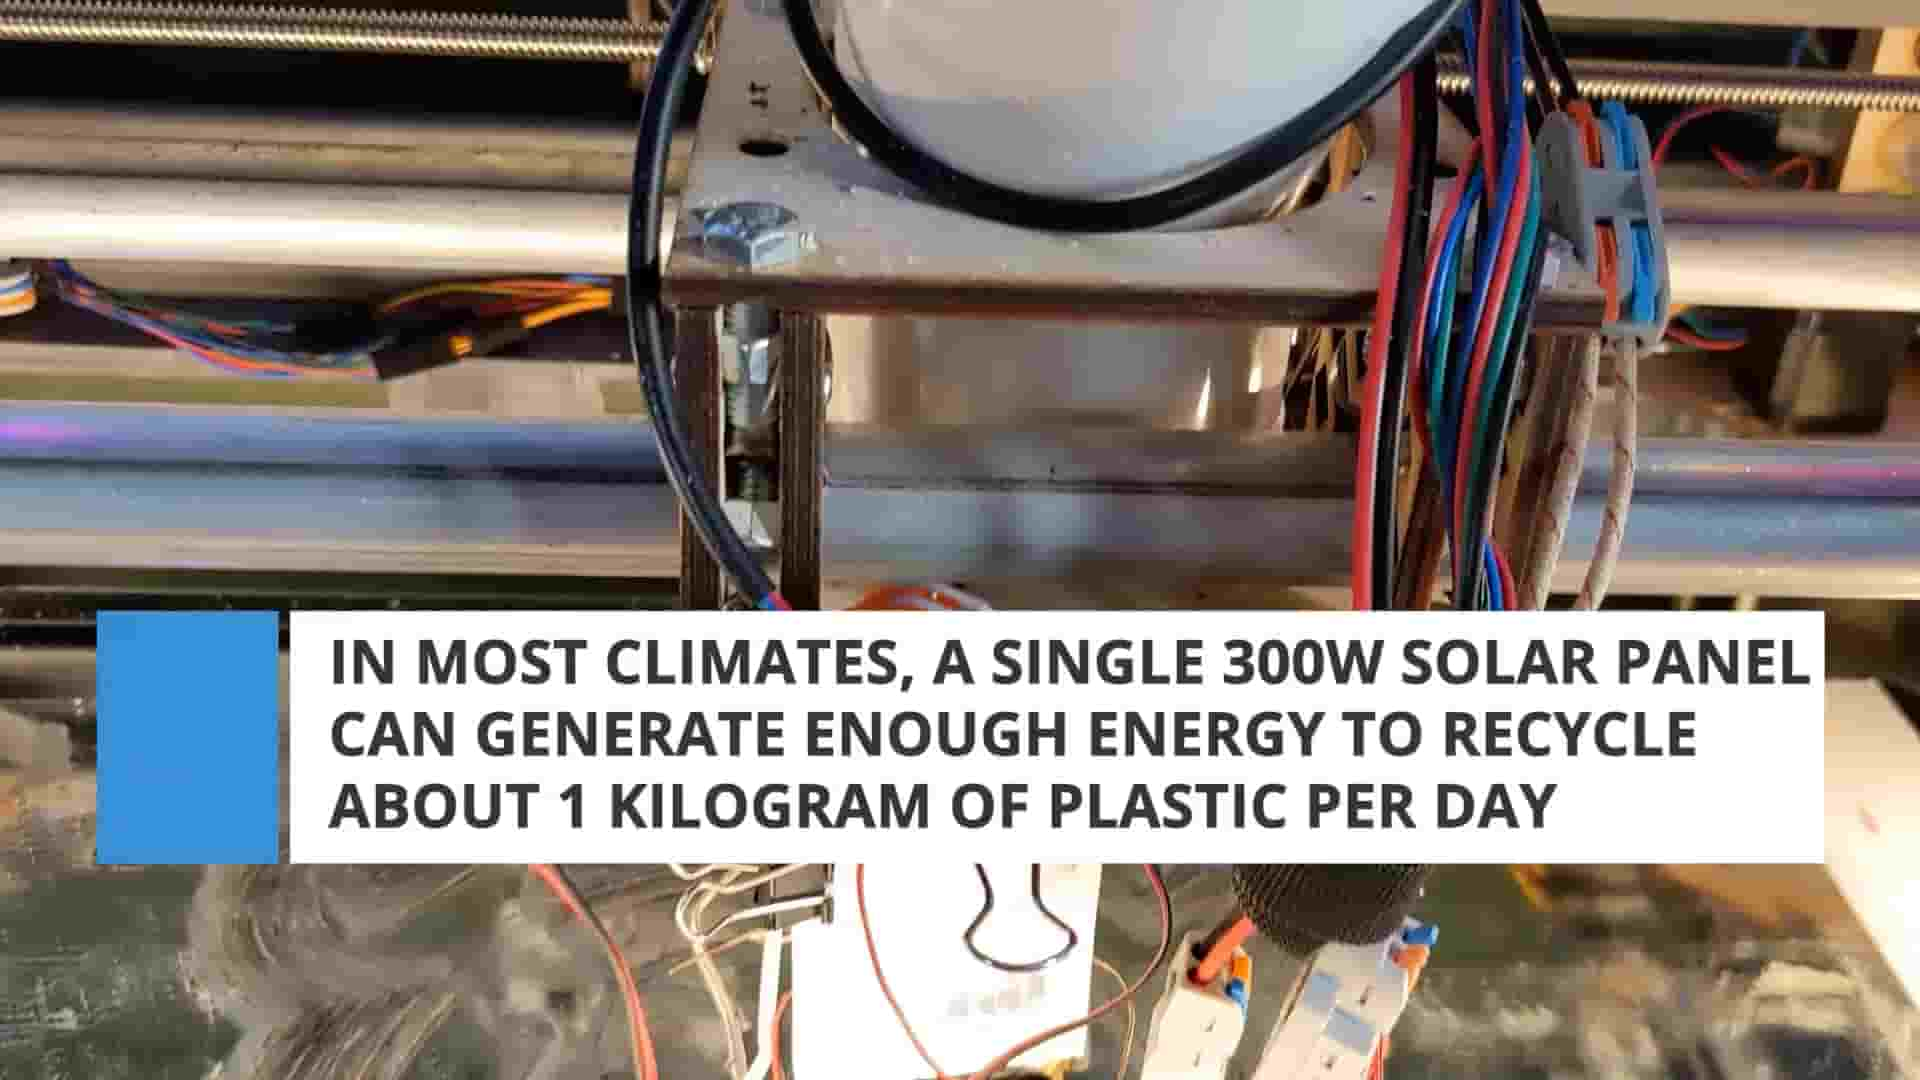 IN MOST CLIMATES, A SINGLE 300W SOLAR PANEL
CAN GENERATE ENOUGH ENERGY TO RECYCLE
ABOUT 1 KILOGRAM OF PLASTIC PER DAY